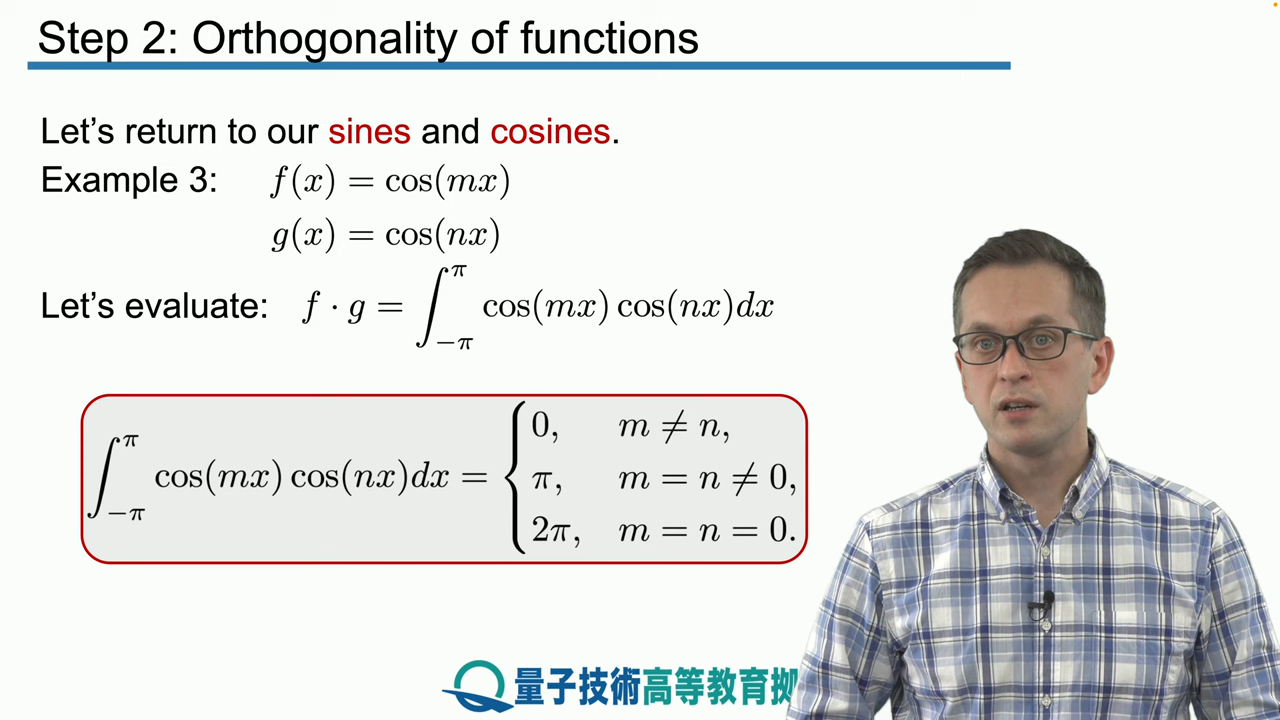 Step 2: Orthogonality of functions
Let's return to our sines and cosines.
Example 3: f(x) = cos(mx)
g(x) = cos(nx)
Let's evaluate: f · g = ∫_{−π}^{π} cos(mx) cos(nx)dx
∫_{−π}^{π} cos(mx) cos(nx)dx = { 0, m ≠ n,
π, m = n ≠ 0,
2π, m = n = 0.
量子技術高等教育拠